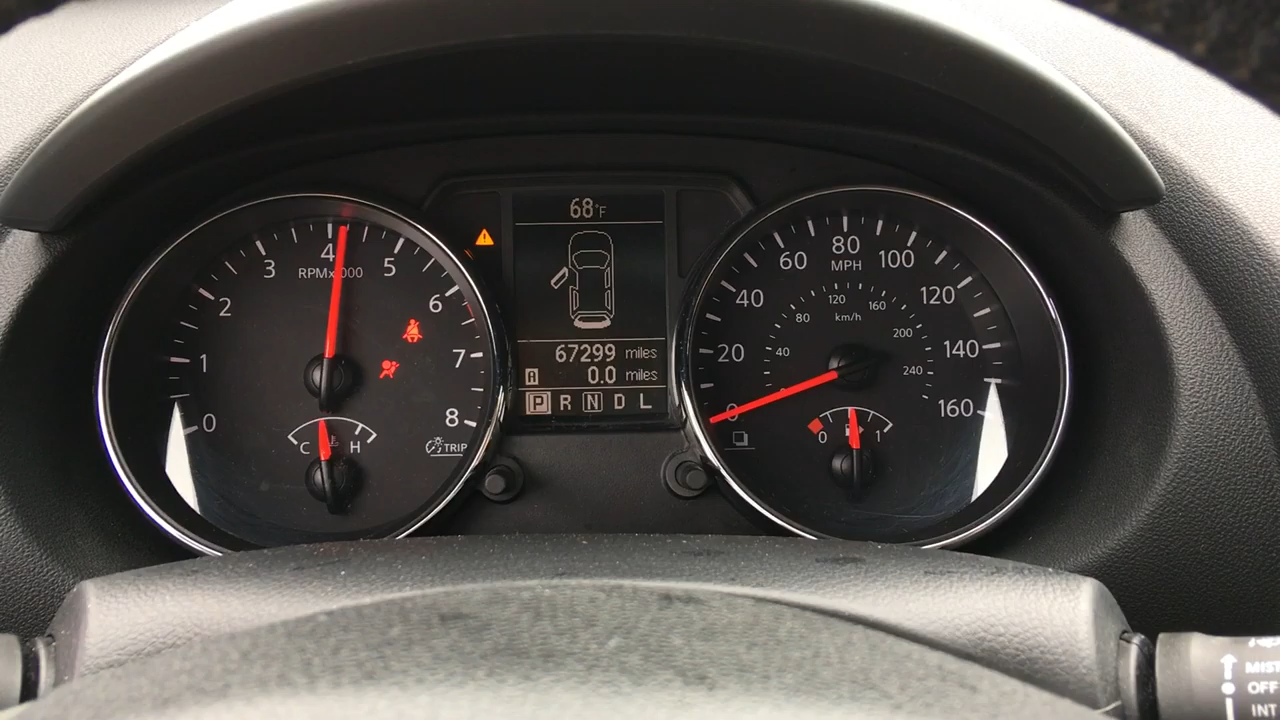 68°F
67299 miles
A 0.0 miles
P R N D L
0 1 2 3 4 5 6 7 8
RPMx1000
C H
TRIP
0 20 40 60 80 100 120 140 160
MPH
40 80 120 160 200 240
km/h
0 1
MIST
OFF
INT